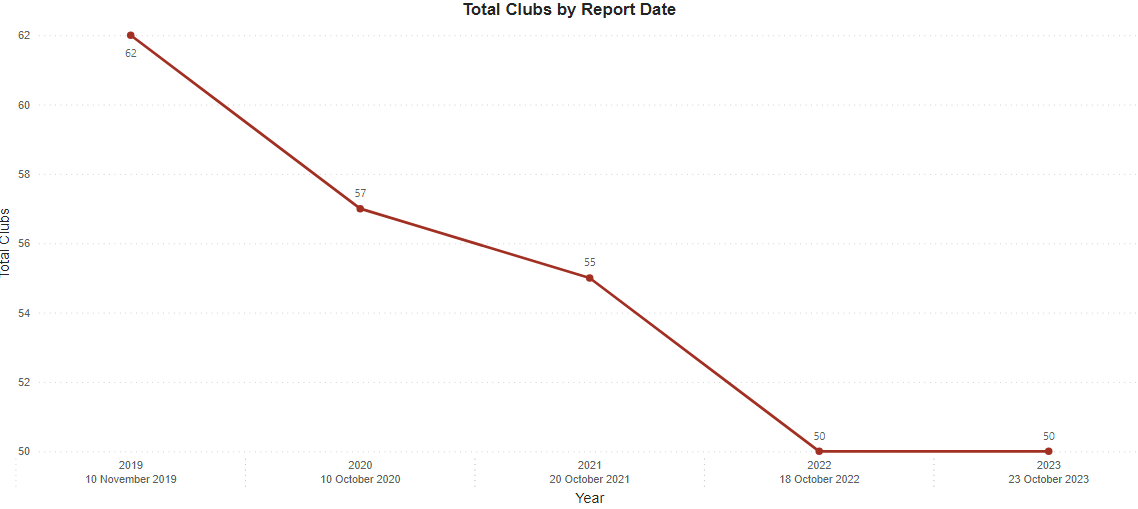 Total Clubs by Report Date
62
60
58
56
54
52
50
Total Clubs
62
57
55
50
50
2019
10 November 2019
2020
10 October 2020
2021
20 October 2021
2022
18 October 2022
2023
23 October 2023
Year